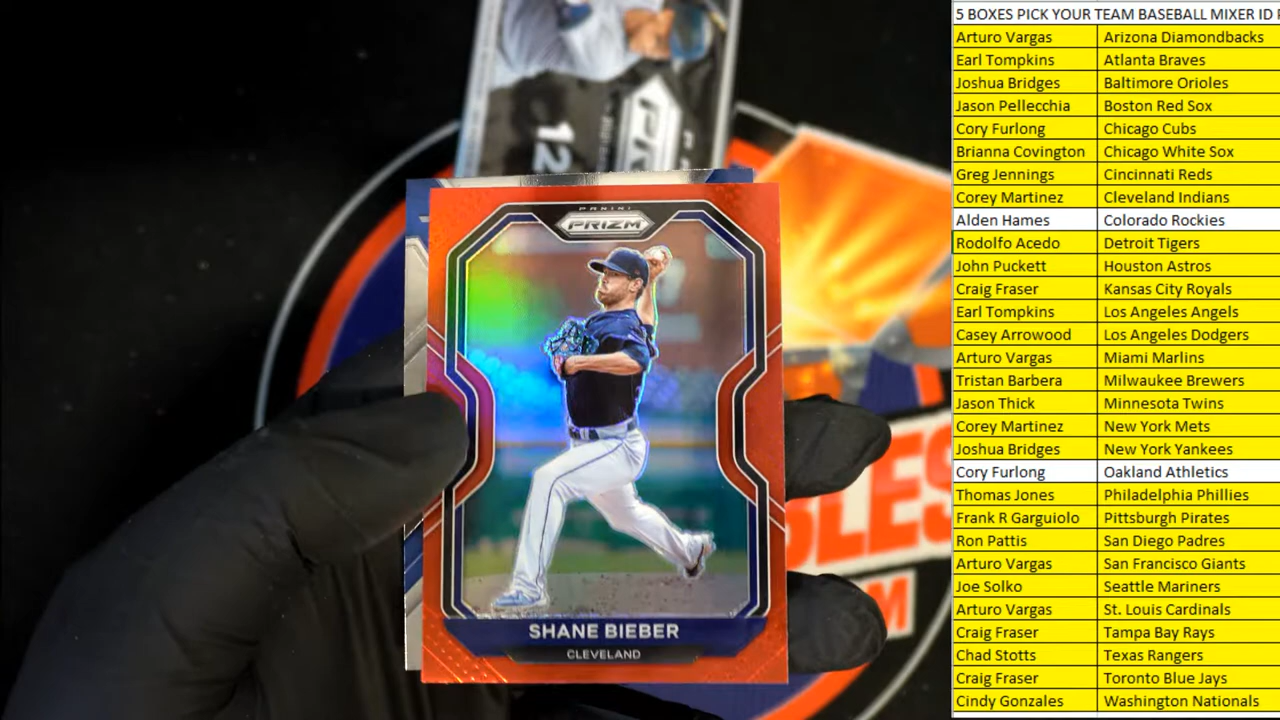 12
PANINI
PRIZM
SHANE BIEBER
CLEVELAND
5 BOXES PICK YOUR TEAM BASEBALL MIXER ID
Arturo Vargas Arizona Diamondbacks
Earl Tompkins Atlanta Braves
Joshua Bridges Baltimore Orioles
Jason Pellecchia Boston Red Sox
Cory Furlong Chicago Cubs
Brianna Covington Chicago White Sox
Greg Jennings Cincinnati Reds
Corey Martinez Cleveland Indians
Alden Hames Colorado Rockies
Rodolfo Acedo Detroit Tigers
John Puckett Houston Astros
Craig Fraser Kansas City Royals
Earl Tompkins Los Angeles Angels
Casey Arrowood Los Angeles Dodgers
Arturo Vargas Miami Marlins
Tristan Barbera Milwaukee Brewers
Jason Thick Minnesota Twins
Corey Martinez New York Mets
Joshua Bridges New York Yankees
Cory Furlong Oakland Athletics
Thomas Jones Philadelphia Phillies
Frank R Garguiolo Pittsburgh Pirates
Ron Pattis San Diego Padres
Arturo Vargas San Francisco Giants
Joe Solko Seattle Mariners
Arturo Vargas St. Louis Cardinals
Craig Fraser Tampa Bay Rays
Chad Stotts Texas Rangers
Craig Fraser Toronto Blue Jays
Cindy Gonzales Washington Nationals